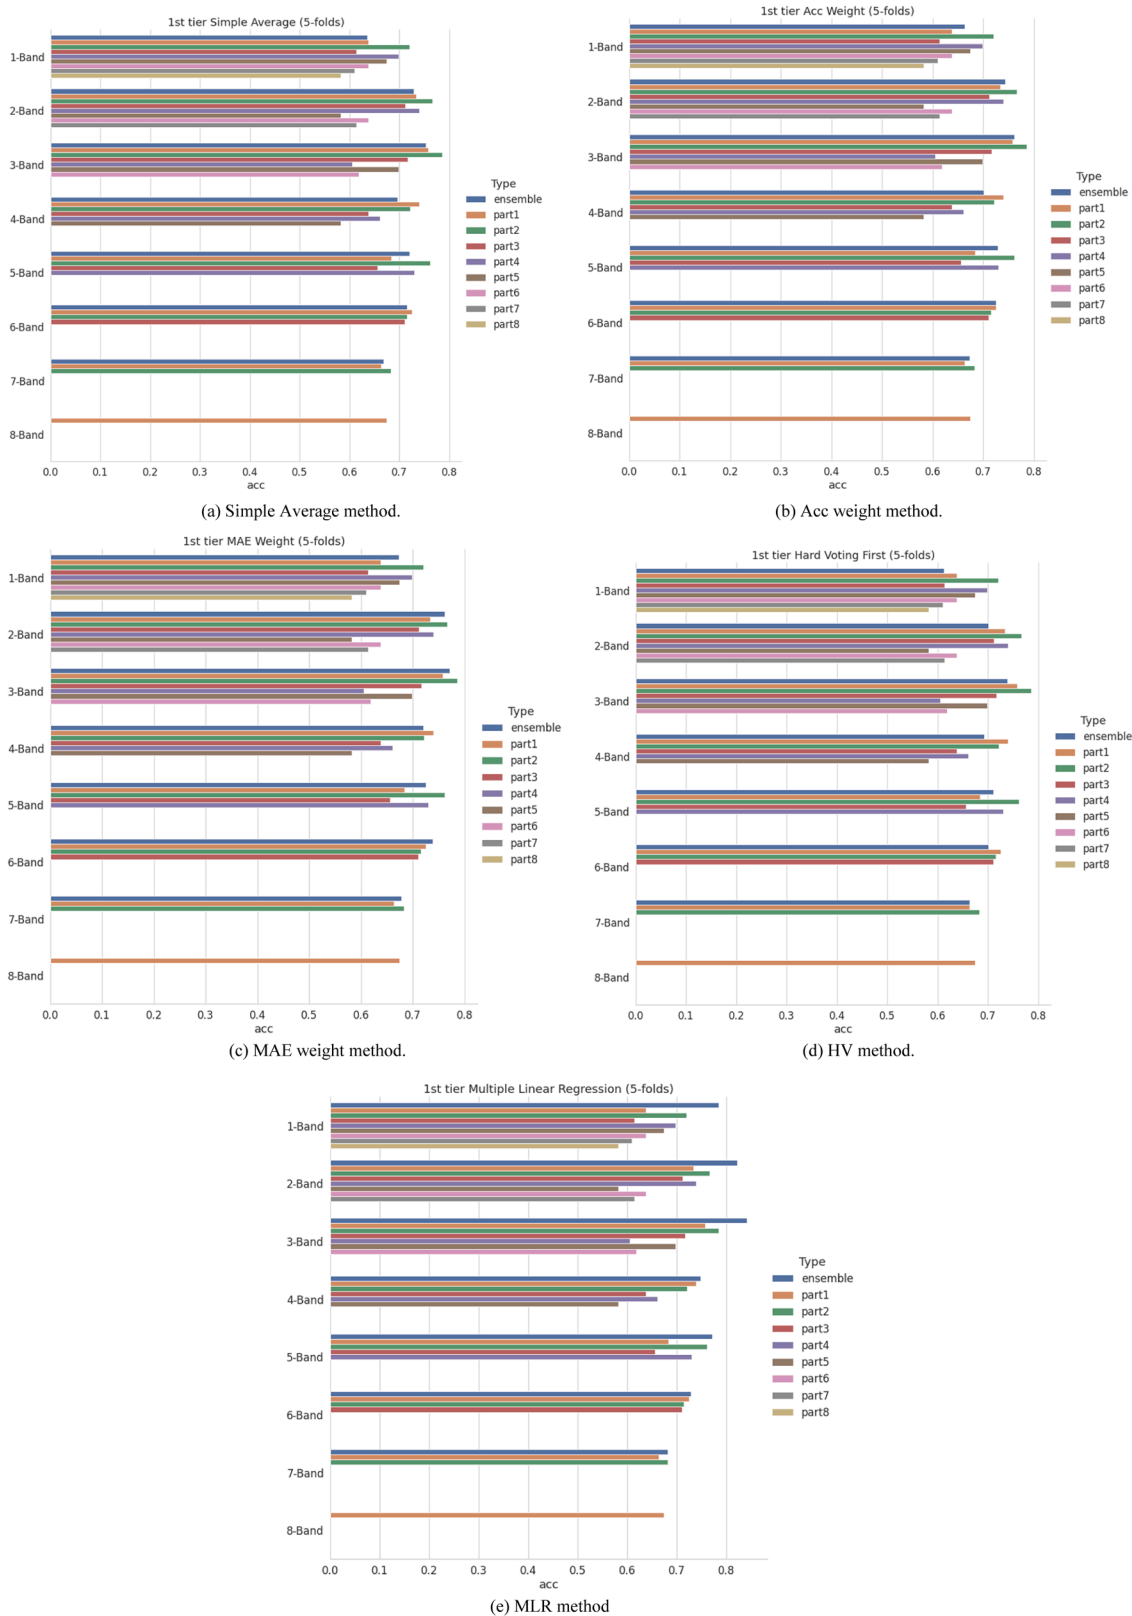 1st tier Simple Average (5-folds)
1-Band
2-Band
3-Band
4-Band
5-Band
6-Band
7-Band
8-Band
0.0 0.1 0.2 0.3 0.4 0.5 0.6 0.7 0.8
acc
Type
ensemble
part1
part2
part3
part4
part5
part6
part7
part8
(a) Simple Average method.
1st tier Acc Weight (5-folds)
1-Band
2-Band
3-Band
4-Band
5-Band
6-Band
7-Band
8-Band
0.0 0.1 0.2 0.3 0.4 0.5 0.6 0.7 0.8
acc
Type
ensemble
part1
part2
part3
part4
part5
part6
part7
part8
(b) Acc weight method.
1st tier MAE Weight (5-folds)
1-Band
2-Band
3-Band
4-Band
5-Band
6-Band
7-Band
8-Band
0.0 0.1 0.2 0.3 0.4 0.5 0.6 0.7 0.8
acc
Type
ensemble
part1
part2
part3
part4
part5
part6
part7
part8
(c) MAE weight method.
1st tier Hard Voting First (5-folds)
1-Band
2-Band
3-Band
4-Band
5-Band
6-Band
7-Band
8-Band
0.0 0.1 0.2 0.3 0.4 0.5 0.6 0.7 0.8
acc
Type
ensemble
part1
part2
part3
part4
part5
part6
part7
part8
(d) HV method.
1st tier Multiple Linear Regression (5-folds)
1-Band
2-Band
3-Band
4-Band
5-Band
6-Band
7-Band
8-Band
0.0 0.1 0.2 0.3 0.4 0.5 0.6 0.7 0.8
acc
Type
ensemble
part1
part2
part3
part4
part5
part6
part7
part8
(e) MLR method